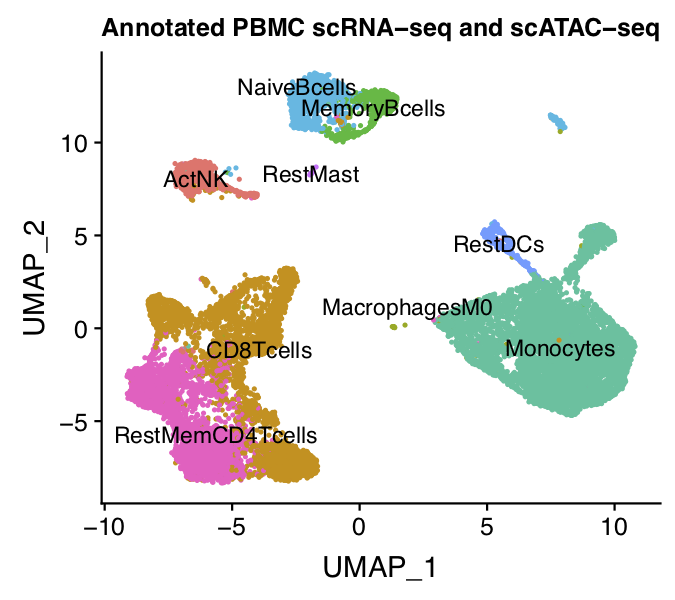 Annotated PBMC scRNA−seq and scATAC−seq
NaiveBcells
MemoryBcells
10
ActNK
RestMast
5
RestDCs
UMAP_2
MacrophagesM0
0
CD8Tcells
Monocytes
−5
RestMemCD4Tcells
−10
−5
0
5
10
UMAP_1